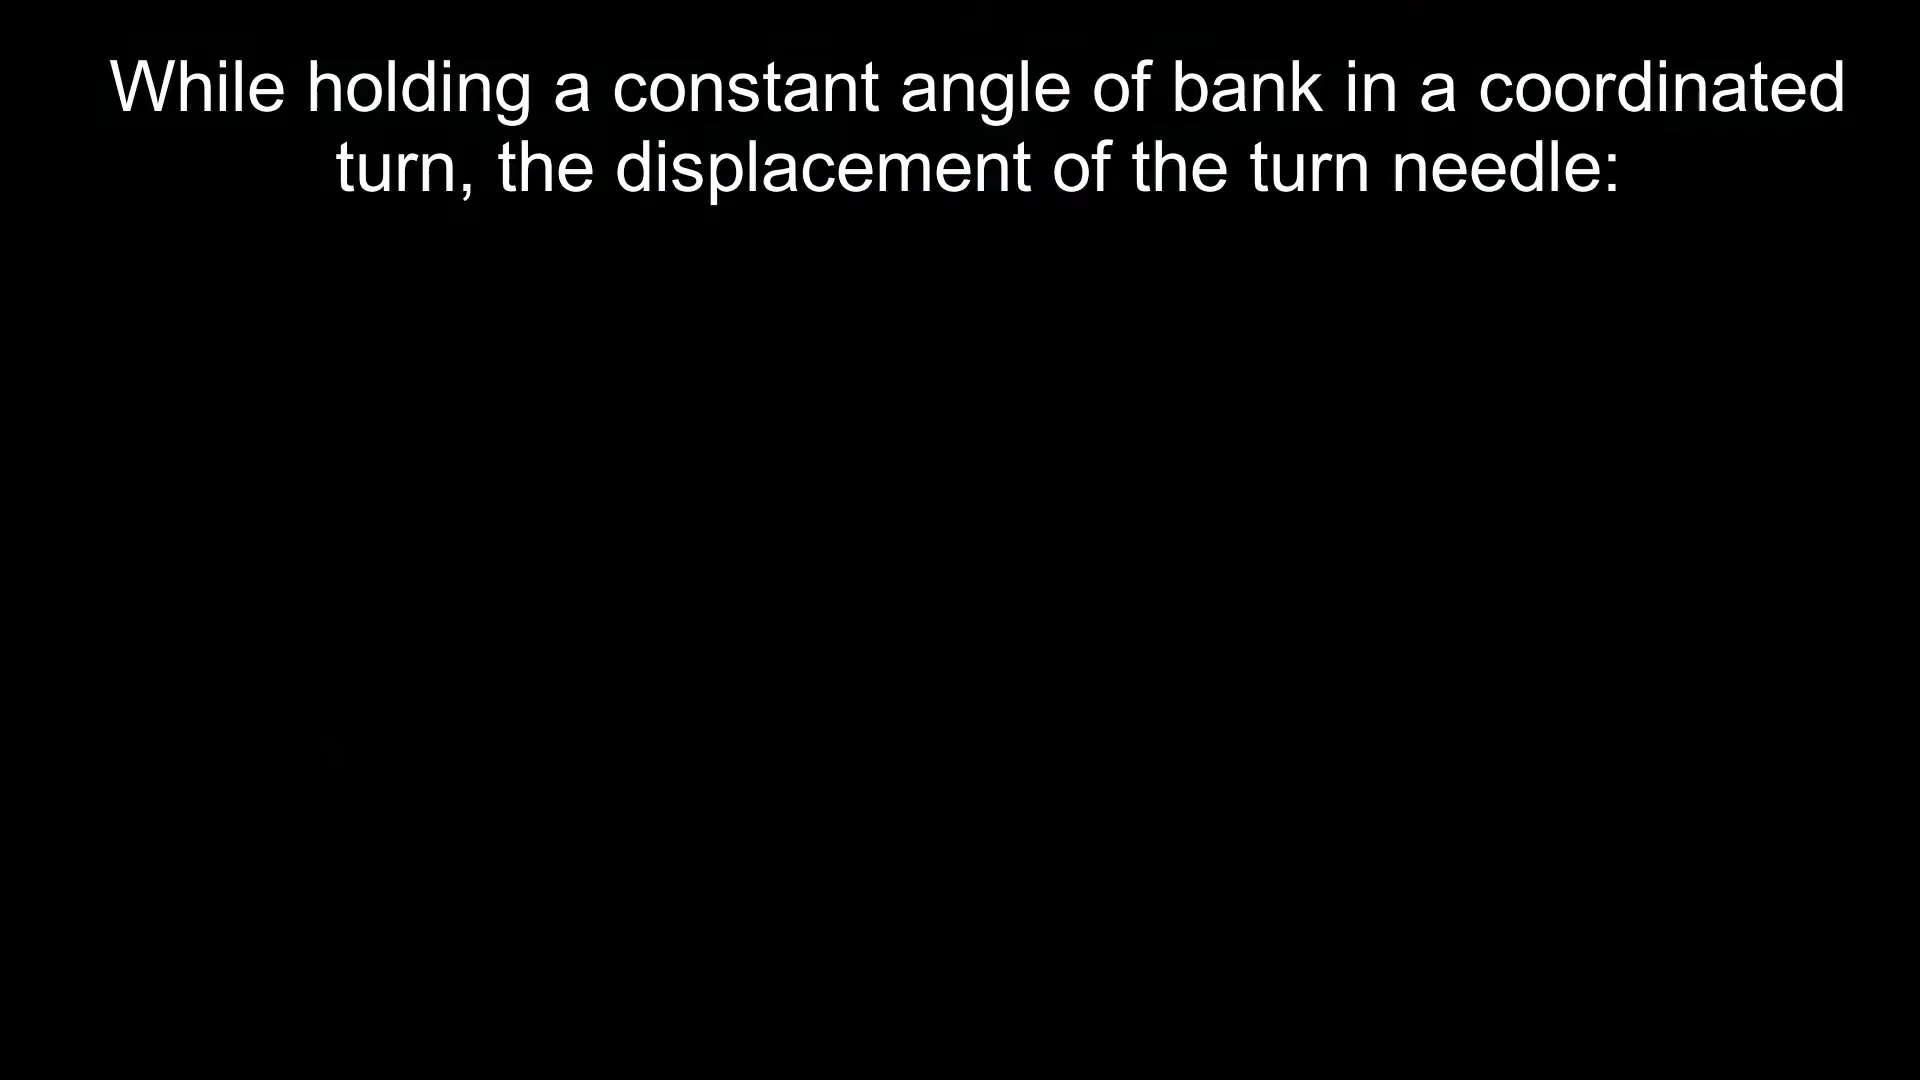 While holding a constant angle of bank in a coordinated
turn, the displacement of the turn needle: